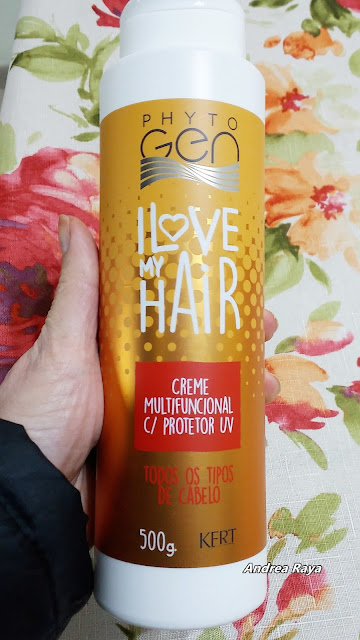 PHYTO
Gen
I LOVE
MY
HAIR
CREME
MULTIFUNCIONAL
C/ PROTETOR UV
TODOS OS TIPOS
DE CABELO
500g.
KERT
Andrea Raya